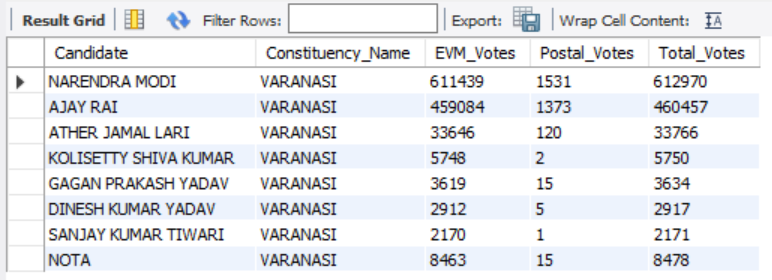 Result Grid Filter Rows: Export: Wrap Cell Content: IA
Candidate Constituency_Name EVM_Votes Postal_Votes Total_Votes
NARENDRA MODI VARANASI 611439 1531 612970
AJAY RAI VARANASI 459084 1373 460457
ATHER JAMAL LARI VARANASI 33646 120 33766
KOLISETTY SHIVA KUMAR VARANASI 5748 2 5750
GAGAN PRAKASH YADAV VARANASI 3619 15 3634
DINESH KUMAR YADAV VARANASI 2912 5 2917
SANJAY KUMAR TIWARI VARANASI 2170 1 2171
NOTA VARANASI 8463 15 8478